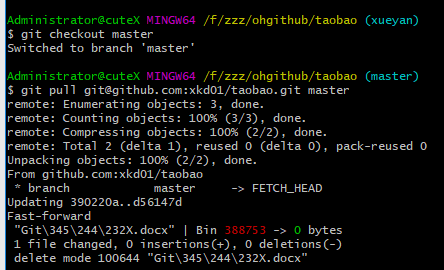 Administrator@cuteX MINGW64 /f/zzz/ohgithub/taobao (xueyan)
$ git checkout master
Switched to branch 'master'
Administrator@cuteX MINGW64 /f/zzz/ohgithub/taobao (master)
$ git pull git@github.com:xkd01/taobao.git master
remote: Enumerating objects: 3, done.
remote: Counting objects: 100% (3/3), done.
remote: Compressing objects: 100% (2/2), done.
remote: Total 2 (delta 1), reused 0 (delta 0), pack-reused 0
Unpacking objects: 100% (2/2), done.
From github.com:xkd01/taobao
 * branch            master     -> FETCH_HEAD
Updating 390220a..d56147d
Fast-forward
 "Git\345\244\232X.docx" | Bin 388753 -> 0 bytes
 1 file changed, 0 insertions(+), 0 deletions(-)
 delete mode 100644 "Git\345\244\232X.docx"